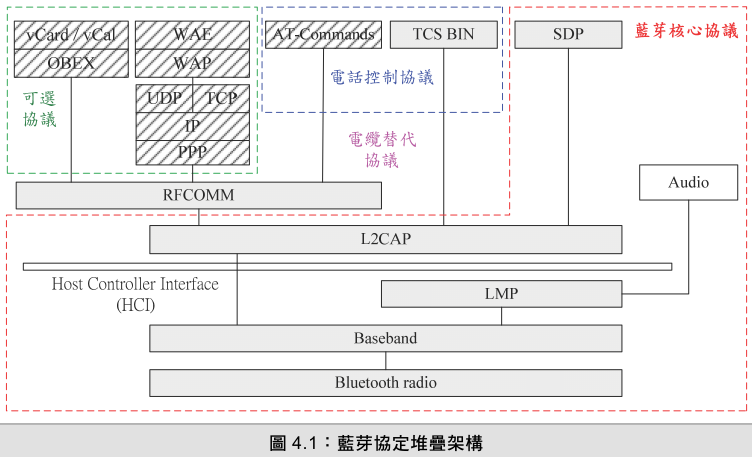 vCard / vCal
OBEX
WAE
WAP
UDP
TCP
IP
PPP
可選
協議
AT-Commands
TCS BIN
電話控制協議
SDP
藍芽核心協議
電纜替代
協議
RFCOMM
Audio
L2CAP
Host Controller Interface
(HCI)
LMP
Baseband
Bluetooth radio
圖 4.1：藍芽協定堆疊架構